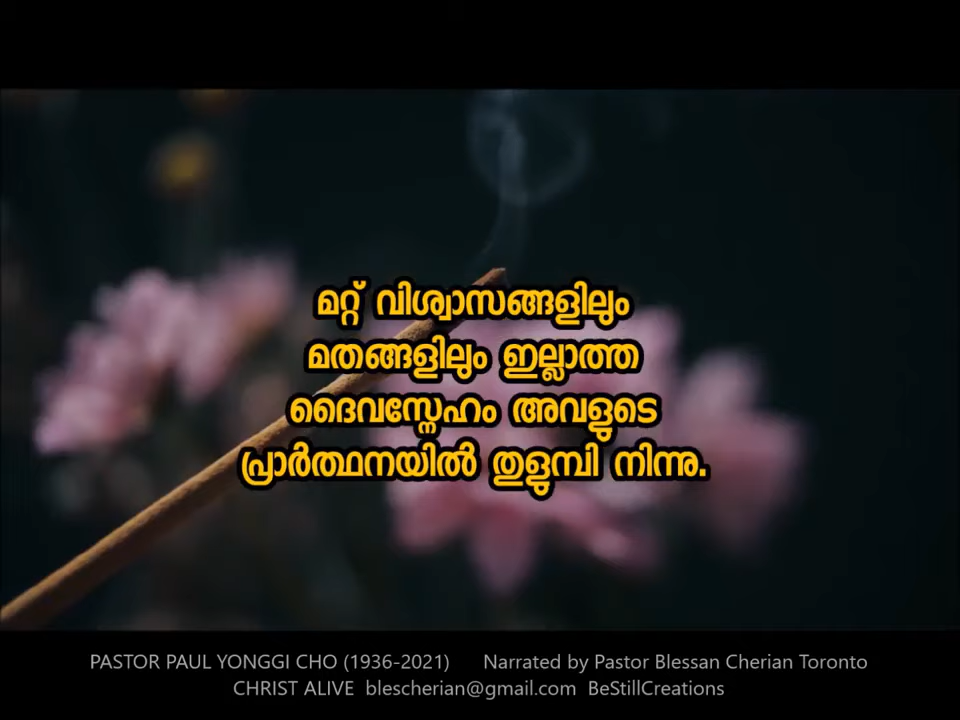 മറ്റ് വിശ്വാസങ്ങളിലും
മതങ്ങളിലും ഇല്ലാത്ത
ദൈവസ്നേഹം അവളുടെ
പ്രാർത്ഥനയിൽ തുളുമ്പി നിന്നു.
PASTOR PAUL YONGGI CHO (1936-2021) Narrated by Pastor Blessan Cherian Toronto
CHRIST ALIVE blescherian@gmail.com BeStillCreations